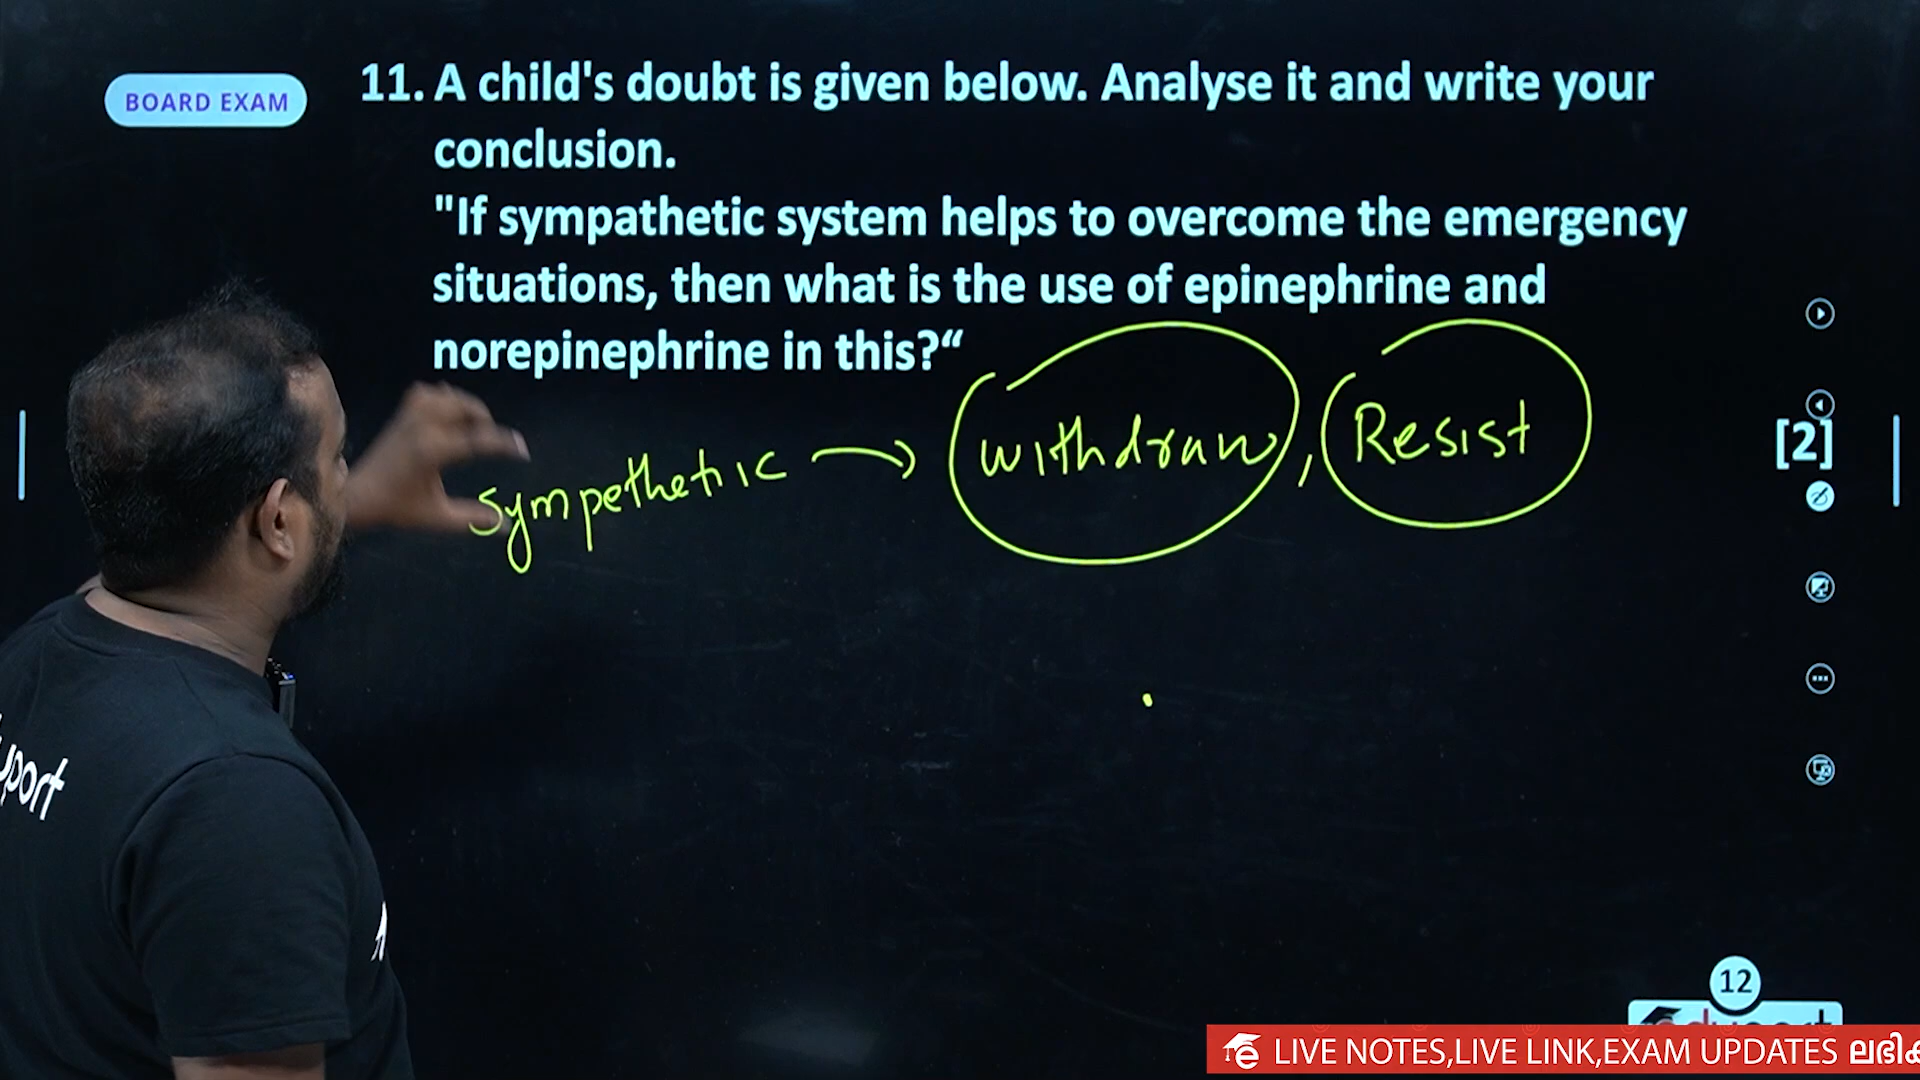 BOARD EXAM
11. A child's doubt is given below. Analyse it and write your
conclusion.
"If sympathetic system helps to overcome the emergency
situations, then what is the use of epinephrine and
norepinephrine in this?“
[2]
Sympethetic → withdraw, Resist
12
LIVE NOTES,LIVE LINK,EXAM UPDATES